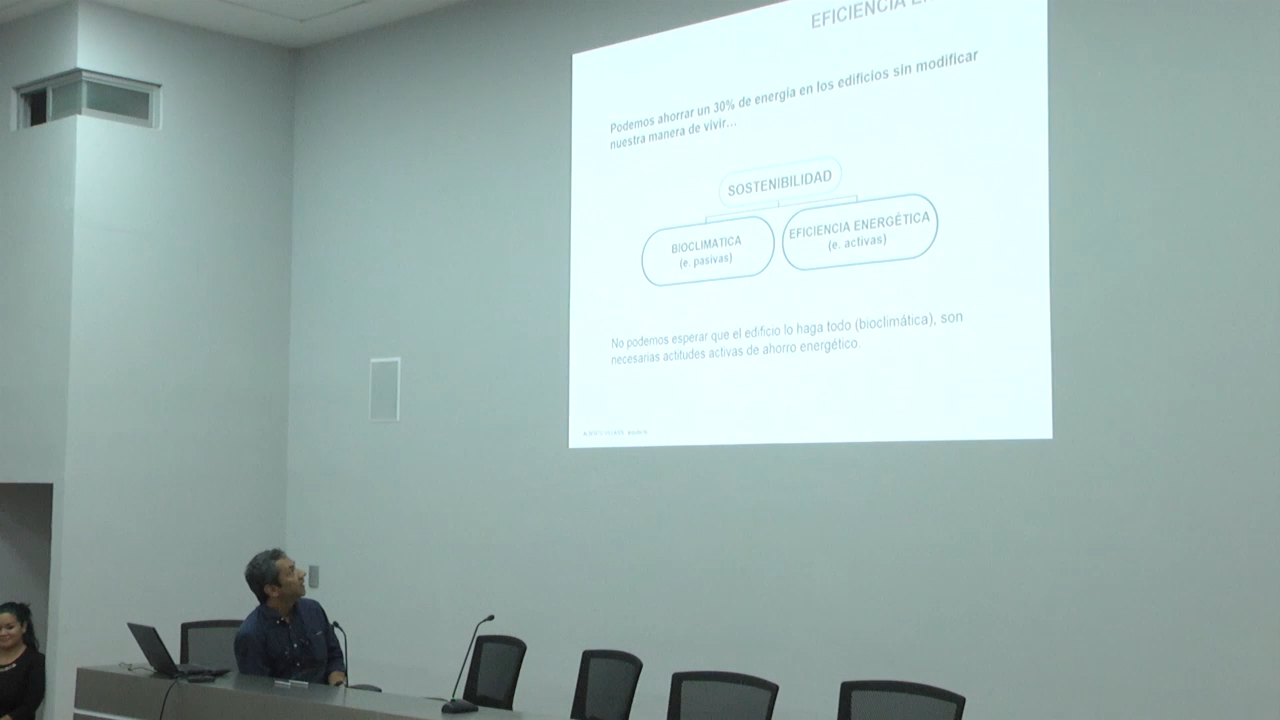 EFICIENCIA
Podemos ahorrar un 30% de energía en los edificios sin modificar
nuestra manera de vivir...
SOSTENIBILIDAD
BIOCLIMÁTICA
(e. pasivas)
EFICIENCIA ENERGÉTICA
(e. activas)
No podemos esperar que el edificio lo haga todo (bioclimática), son
necesarias actitudes activas de ahorro energético.